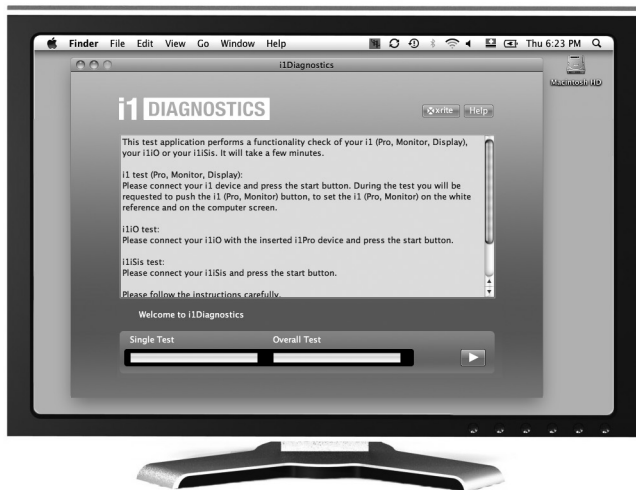 Finder File Edit View Go Window Help Thu 6:23 PM
i1Diagnostics
Macintosh HD
i1 DIAGNOSTICS
x·rite Help
This test application performs a functionality check of your i1 (Pro, Monitor, Display),
your i1iO or your i1iSis. It will take a few minutes.
i1 test (Pro, Monitor, Display):
Please connect your i1 device and press the start button. During the test you will be
requested to push the i1 (Pro, Monitor) button, to set the i1 (Pro, Monitor) on the white
reference and on the computer screen.
i1iO test:
Please connect your i1iO with the inserted i1Pro device and press the start button.
i1iSis test:
Please connect your i1iSis and press the start button.
Please follow the instructions carefully.
Welcome to i1Diagnostics
Single Test Overall Test